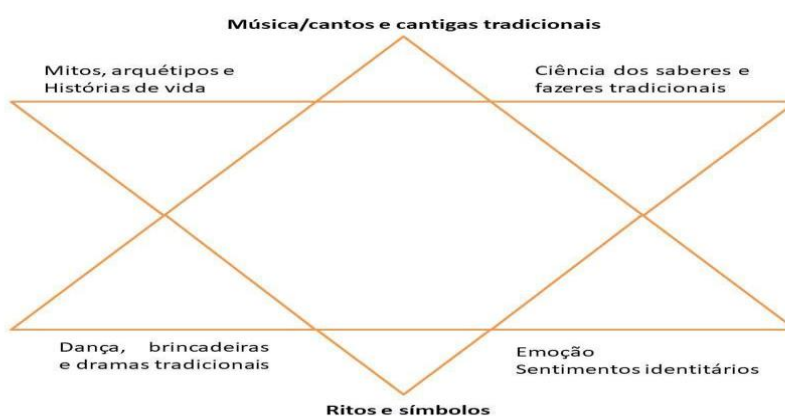 Música/cantos e cantigas tradicionais
Mitos, arquétipos e
Histórias de vida
Ciência dos saberes e
fazeres tradicionais
Dança, brincadeiras
e dramas tradicionais
Emoção
Sentimentos identitários
Ritos e símbolos